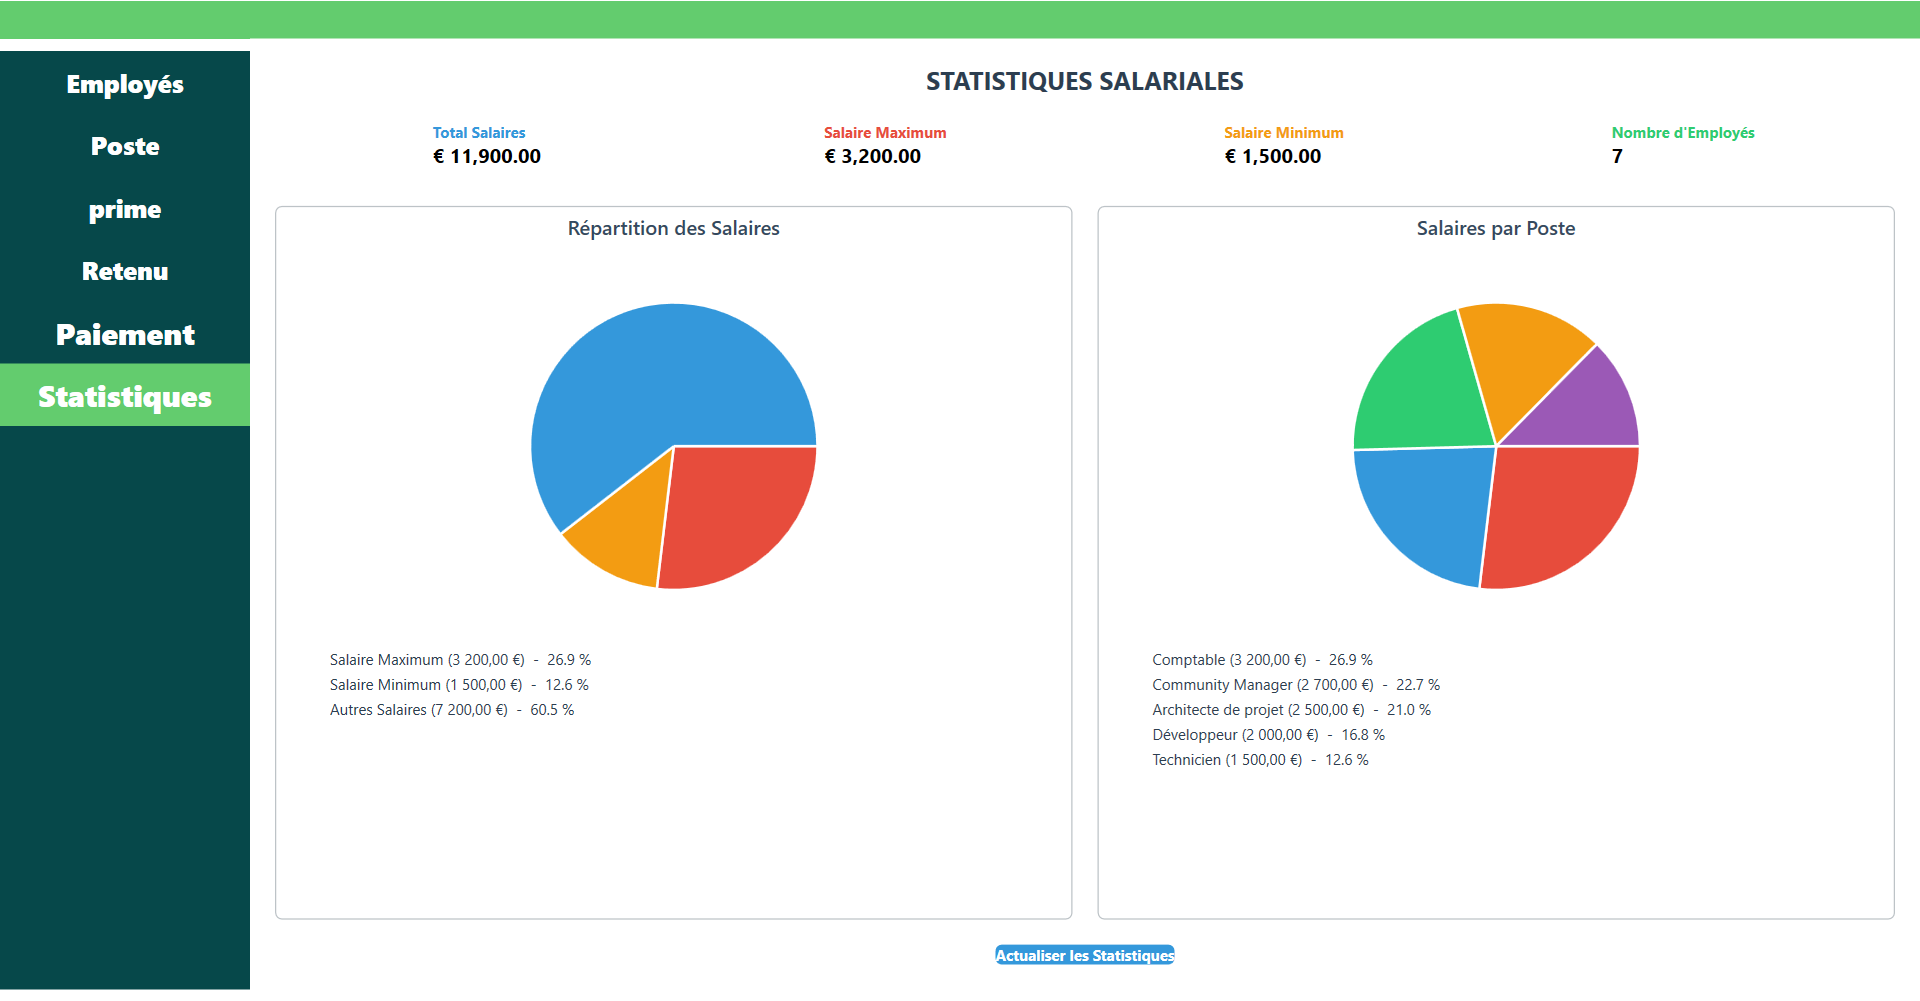 Employés
Poste
prime
Retenu
Paiement
Statistiques
STATISTIQUES SALARIALES
Total Salaires
€ 11,900.00
Salaire Maximum
€ 3,200.00
Salaire Minimum
€ 1,500.00
Nombre d'Employés
7
Répartition des Salaires
Salaire Maximum (3 200,00 €) - 26.9 %
Salaire Minimum (1 500,00 €) - 12.6 %
Autres Salaires (7 200,00 €) - 60.5 %
Salaires par Poste
Comptable (3 200,00 €) - 26.9 %
Community Manager (2 700,00 €) - 22.7 %
Architecte de projet (2 500,00 €) - 21.0 %
Développeur (2 000,00 €) - 16.8 %
Technicien (1 500,00 €) - 12.6 %
Actualiser les Statistiques